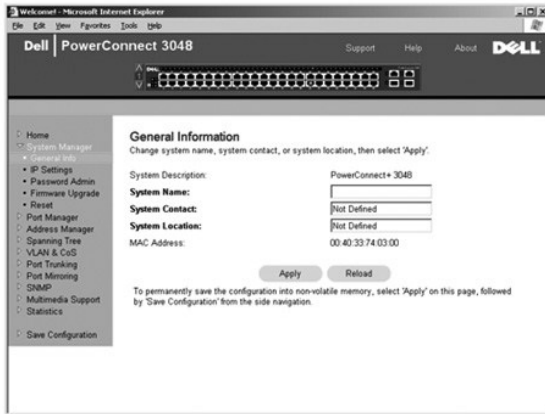 Welcome! - Microsoft Internet Explorer
File Edit View Favorites Tools Help
Dell | PowerConnect 3048
Support Help About DELL
Home
System Manager
General Info
IP Settings
Password Admin
Firmware Upgrade
Reset
Port Manager
Address Manager
Spanning Tree
VLAN & CoS
Port Trunking
Port Mirroring
SNMP
Multimedia Support
Statistics
Save Configuration
General Information
Change system name, system contact, or system location, then select 'Apply'.
System Description: PowerConnect+ 3048
System Name:
System Contact: Not Defined
System Location: Not Defined
MAC Address: 00:40:33:74:03:00
Apply Reload
To permanently save the configuration into non-volatile memory, select 'Apply' on this page, followed
by 'Save Configuration' from the side navigation.